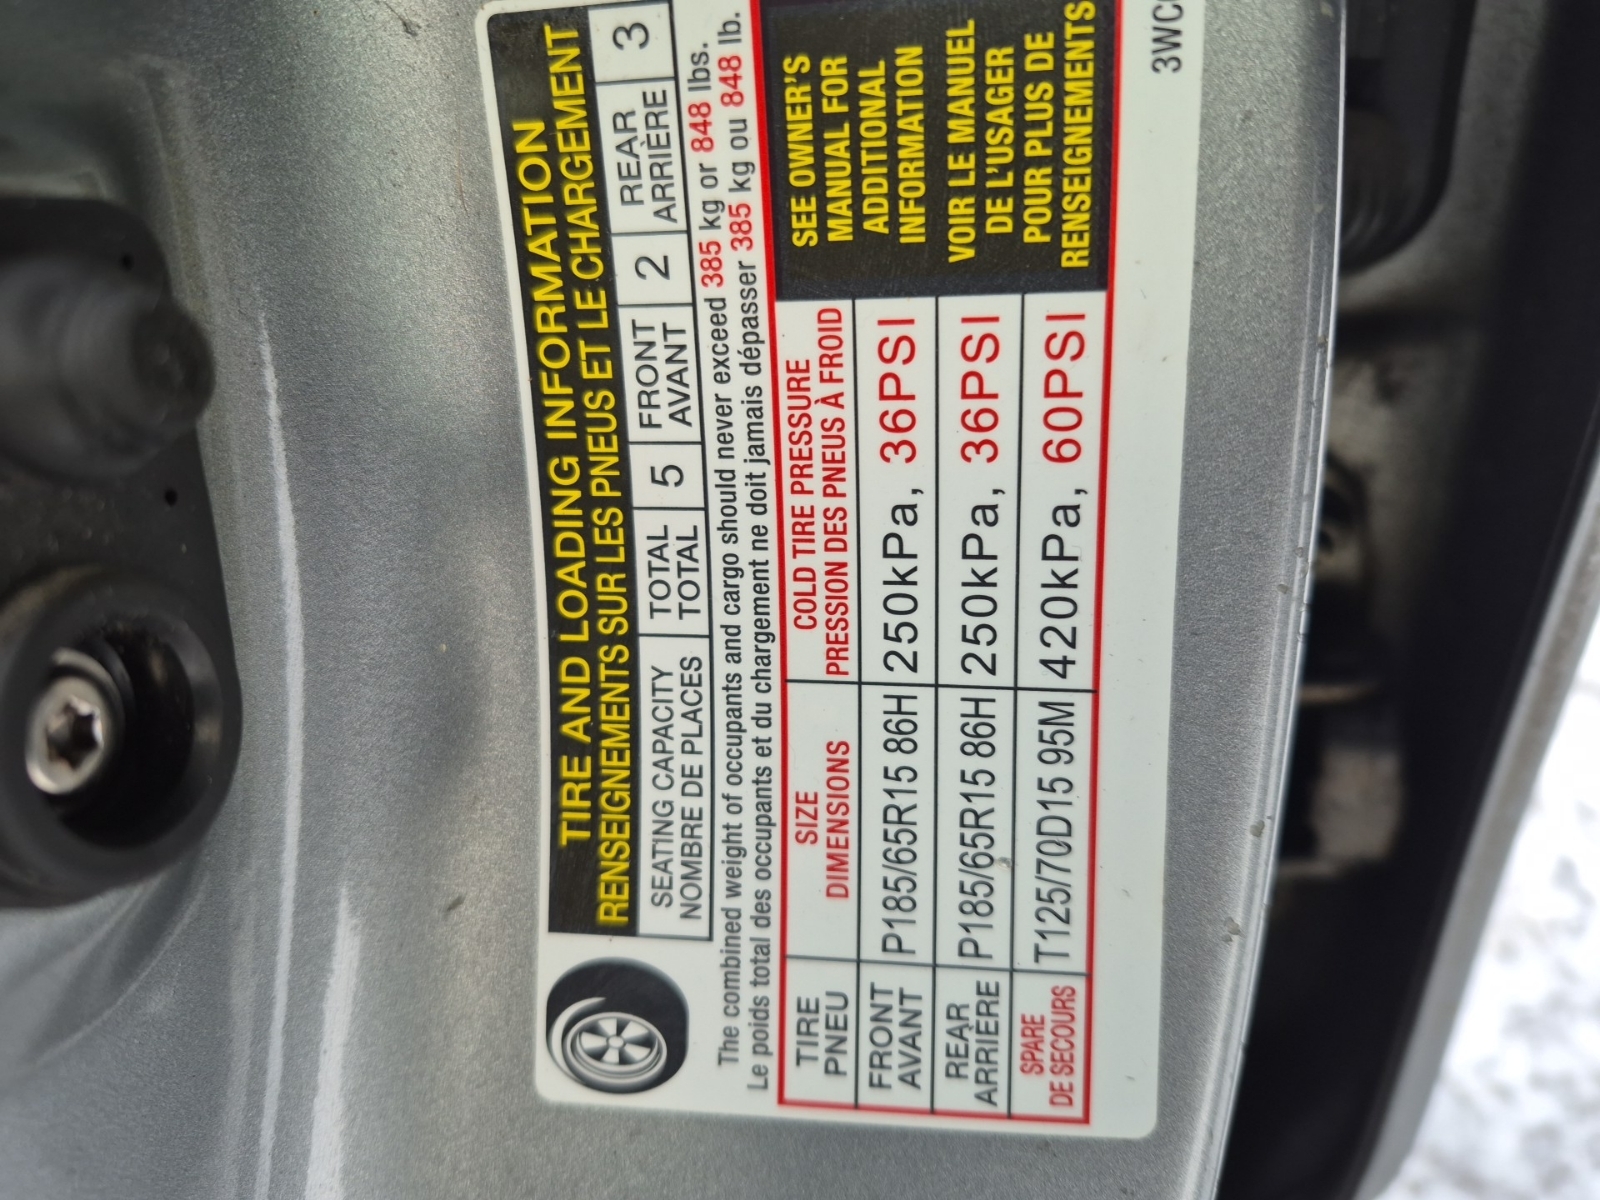 TIRE AND LOADING INFORMATION
RENSEIGNEMENTS SUR LES PNEUS ET LE CHARGEMENT
SEATING CAPACITY
NOMBRE DE PLACES
TOTAL
TOTAL
5
FRONT
AVANT
2
REAR
ARRIÈRE
3
The combined weight of occupants and cargo should never exceed 385 kg or 848 lbs.
Le poids total des occupants et du chargement ne doit jamais dépasser 385 kg ou 848 lb.
TIRE
PNEU
SIZE
DIMENSIONS
COLD TIRE PRESSURE
PRESSION DES PNEUS À FROID
FRONT
AVANT
P185/65R15 86H
250kPa, 36PSI
REAR
ARRIÈRE
P185/65R15 86H
250kPa, 36PSI
SPARE
DE SECOURS
T125/70D15 95M
420kPa, 60PSI
SEE OWNER'S
MANUAL FOR
ADDITIONAL
INFORMATION
VOIR LE MANUEL
DE L'USAGER
POUR PLUS DE
RENSEIGNEMENTS